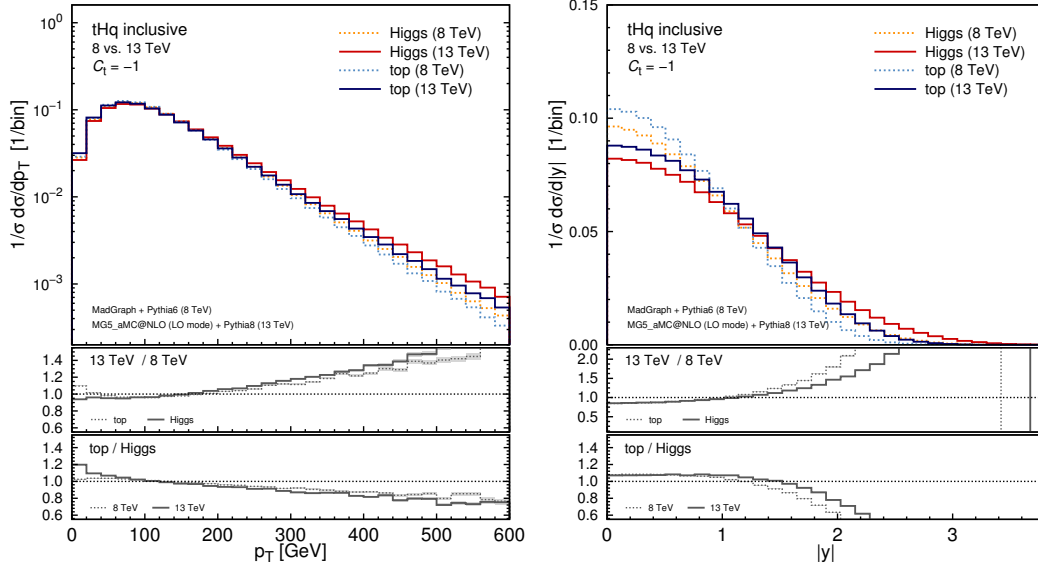 tHq inclusive
8 vs. 13 TeV
Ct = −1
Higgs (8 TeV)
Higgs (13 TeV)
top (8 TeV)
top (13 TeV)
1/σ dσ/dpT [1/bin]
10^0
10^−1
10^−2
10^−3
MadGraph + Pythia6 (8 TeV)
MG5_aMC@NLO (LO mode) + Pythia8 (13 TeV)
13 TeV / 8 TeV
1.4
1.2
1.0
0.8
0.6
top
Higgs
top / Higgs
1.4
1.2
1.0
0.8
0.6
8 TeV
13 TeV
0 100 200 300 400 500 600
pT [GeV]
tHq inclusive
8 vs. 13 TeV
Ct = −1
Higgs (8 TeV)
Higgs (13 TeV)
top (8 TeV)
top (13 TeV)
1/σ dσ/d|y| [1/bin]
0.15
0.10
0.05
0.00
MadGraph + Pythia6 (8 TeV)
MG5_aMC@NLO (LO mode) + Pythia8 (13 TeV)
13 TeV / 8 TeV
2.0
1.5
1.0
0.5
top
Higgs
top / Higgs
1.4
1.2
1.0
0.8
0.6
8 TeV
13 TeV
0 1 2 3
|y|